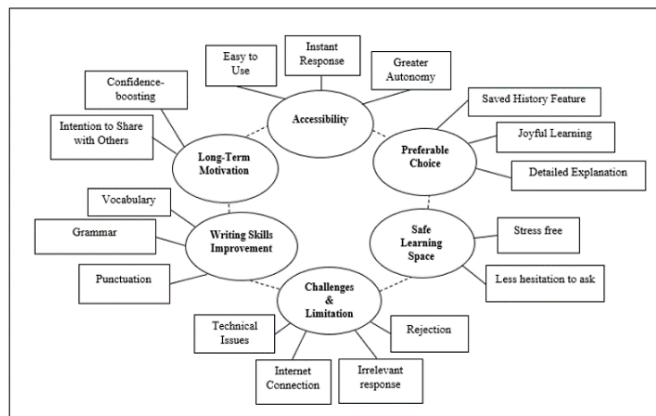 Instant
Response
Easy to
Use
Greater
Autonomy
Confidence-
boosting
Saved History Feature
Accessibility
Intention to Share
with Others
Joyful Learning
Long-Term
Motivation
Preferable
Choice
Detailed Explanation
Vocabulary
Grammar
Writing Skills
Improvement
Safe
Learning
Space
Stress free
Punctuation
Less hesitation to ask
Challenges
&
Limitation
Technical
Issues
Rejection
Internet
Connection
Irrelevant
response